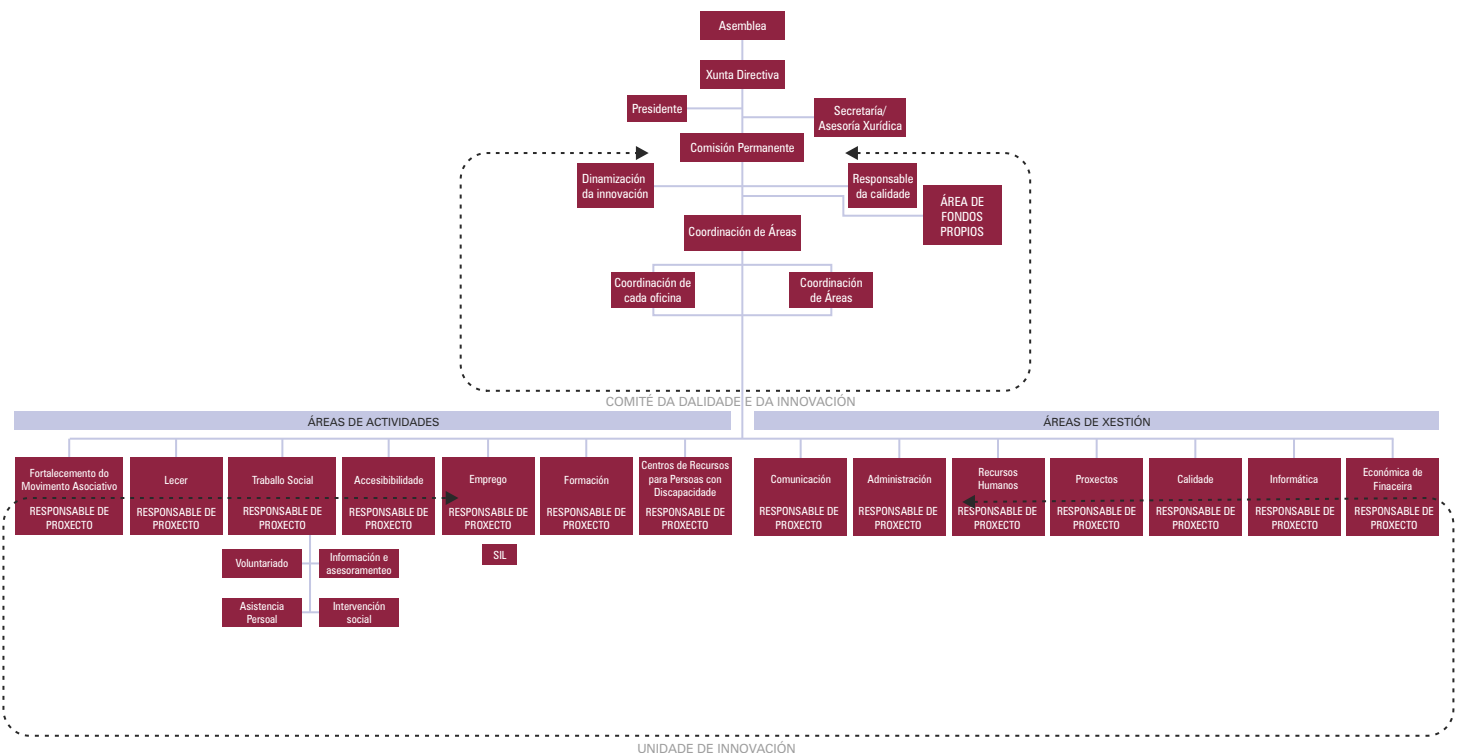 Asemblea
Xunta Directiva
Presidente
Secretaría/
Asesoría Xurídica
Comisión Permanente
Dinamización
da innovación
Responsable
da calidade
ÁREA DE
FONDOS
PROPIOS
Coordinación de Áreas
Coordinación de
cada oficina
Coordinación
de Áreas
COMITÉ DA DALIDADE E DA INNOVACIÓN
ÁREAS DE ACTIVIDADES
ÁREAS DE XESTIÓN
Fortalecemento do
Movimento Asociativo
RESPONSABLE DE
PROXECTO
Lecer
RESPONSABLE DE
PROXECTO
Traballo Social
RESPONSABLE DE
PROXECTO
Accesibibilidade
RESPONSABLE DE
PROXECTO
Emprego
RESPONSABLE DE
PROXECTO
Formación
RESPONSABLE DE
PROXECTO
Centros de Recursos
para Persoas con
Discapacidade
RESPONSABLE DE
PROXECTO
Comunicación
RESPONSABLE DE
PROXECTO
Administración
RESPONSABLE DE
PROXECTO
Recursos
Humanos
RESPONSABLE DE
PROXECTO
Proxectos
RESPONSABLE DE
PROXECTO
Calidade
RESPONSABLE DE
PROXECTO
Informática
RESPONSABLE DE
PROXECTO
Económica de
Finaceira
RESPONSABLE DE
PROXECTO
Voluntariado
Información e
asesoramenteo
SIL
Asistencia
Persoal
Intervención
social
UNIDADE DE INNOVACIÓN